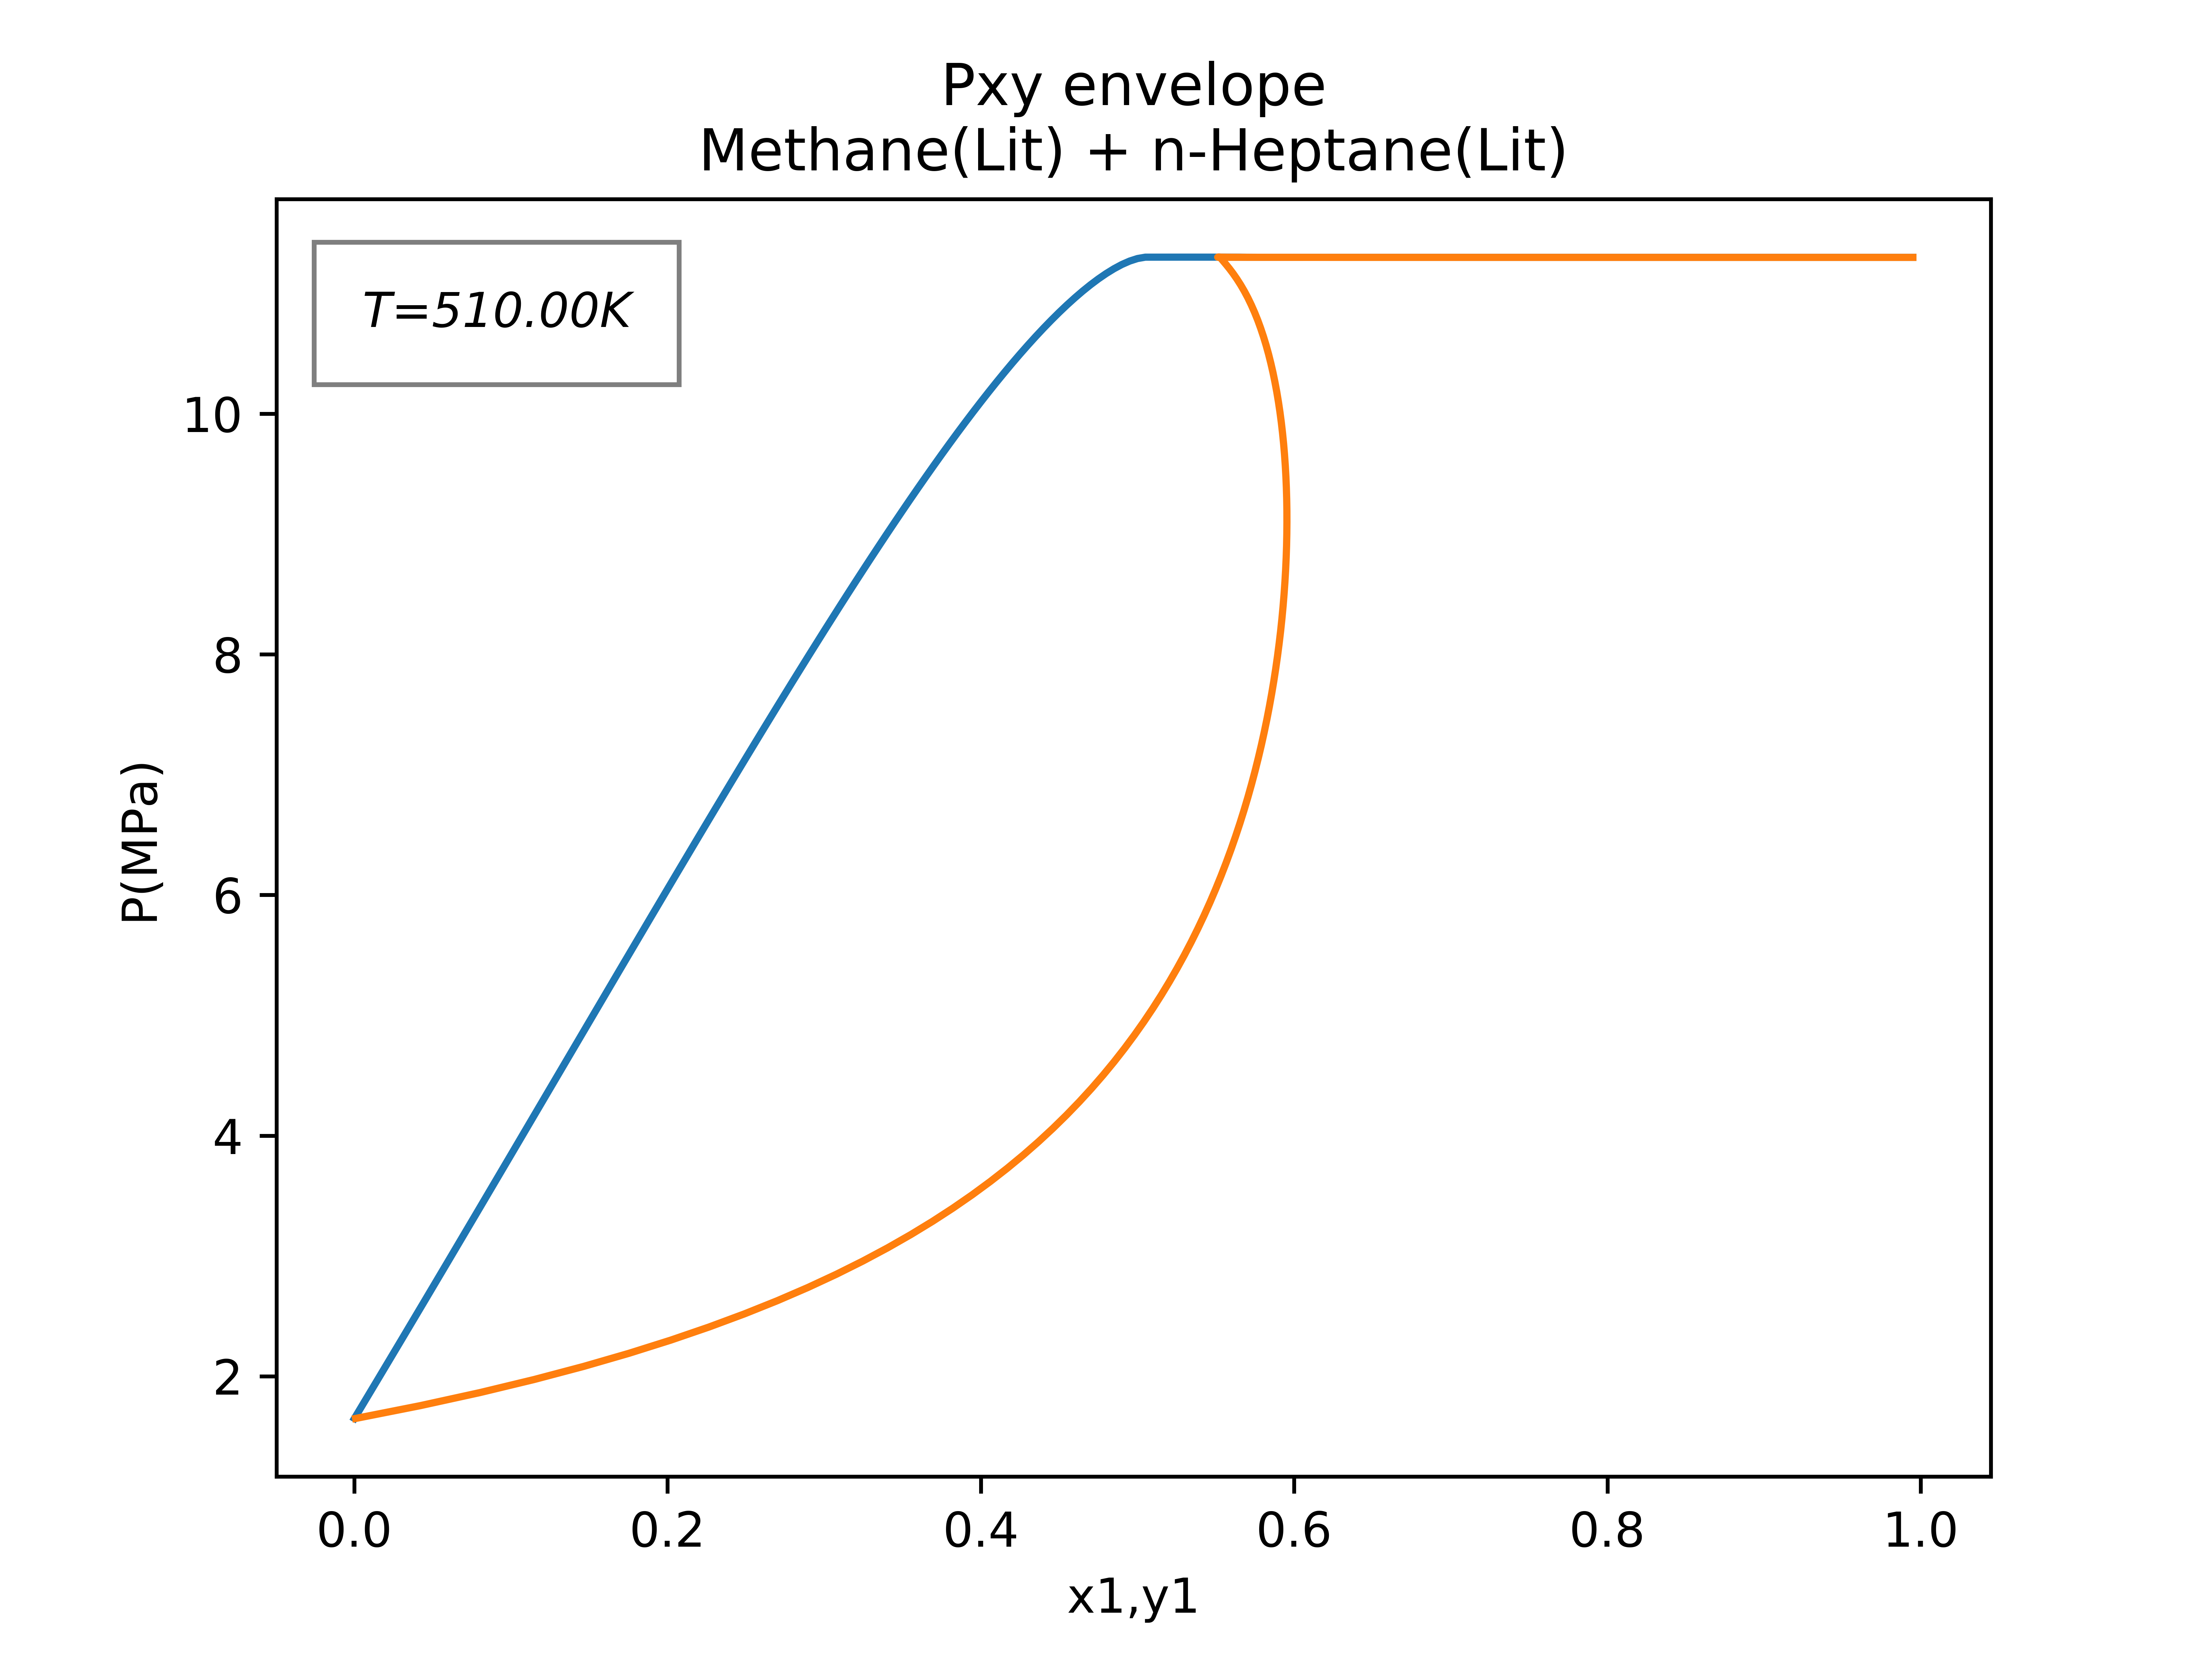 Pxy envelope
Methane(Lit) + n-Heptane(Lit)
T=510.00K
10
8
6
4
2
P(MPa)
0.0 0.2 0.4 0.6 0.8 1.0
x1,y1